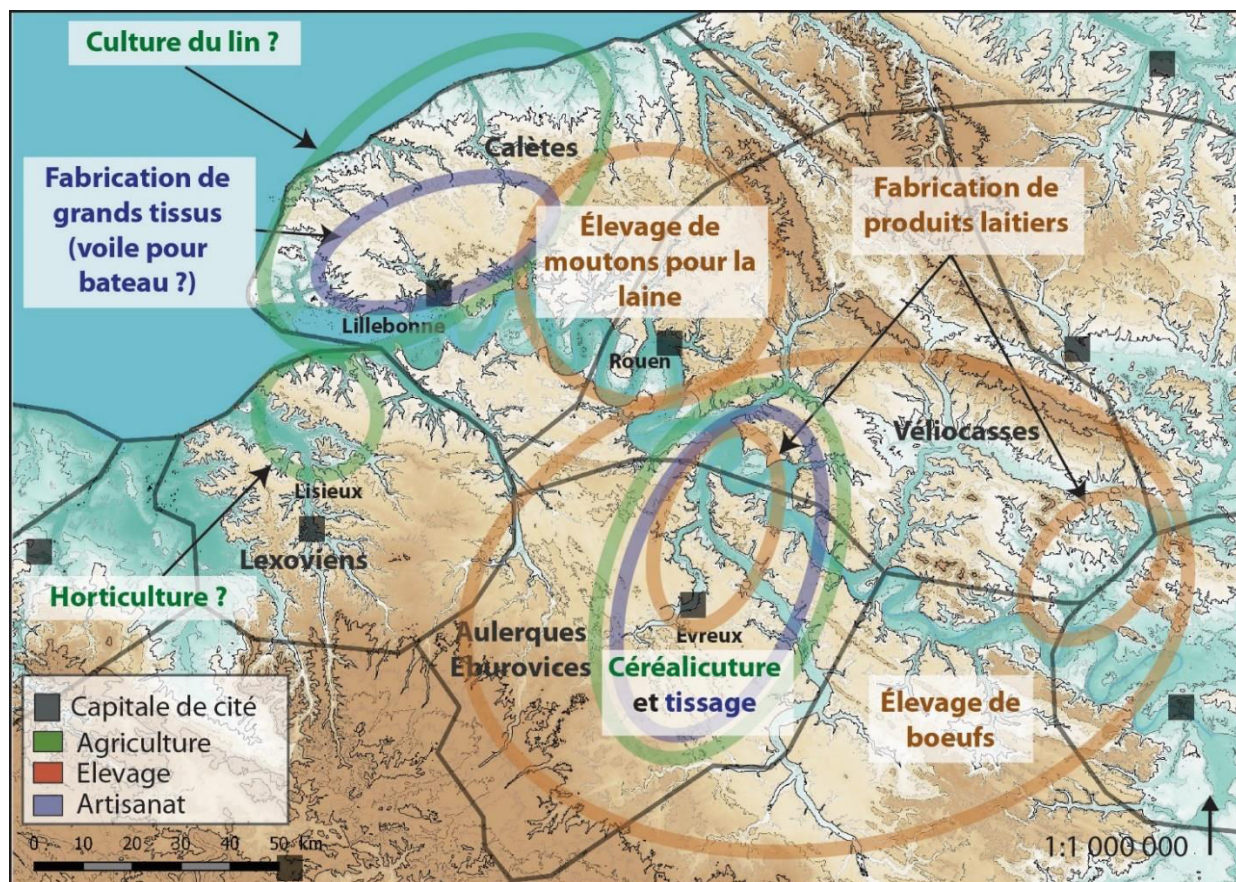 Culture du lin ?
Fabrication de
grands tissus
(voile pour
bateau ?)
Calètes
Élevage de
moutons pour la
laine
Fabrication de
produits laitiers
Lillebonne
Rouen
Véliocasses
Lisieux
Lexoviens
Horticulture ?
Aulerques
Eburovices
Evreux
Céréalicuture
et tissage
Élevage de
boeufs
Capitale de cité
Agriculture
Elevage
Artisanat
0 10 20 30 40 50 km
1:1 000 000